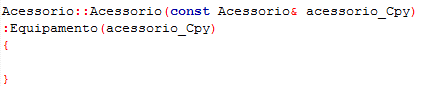 Acessorio::Acessorio(const Acessorio& acessorio_Cpy)
:Equipamento(acessorio_Cpy)
{
}